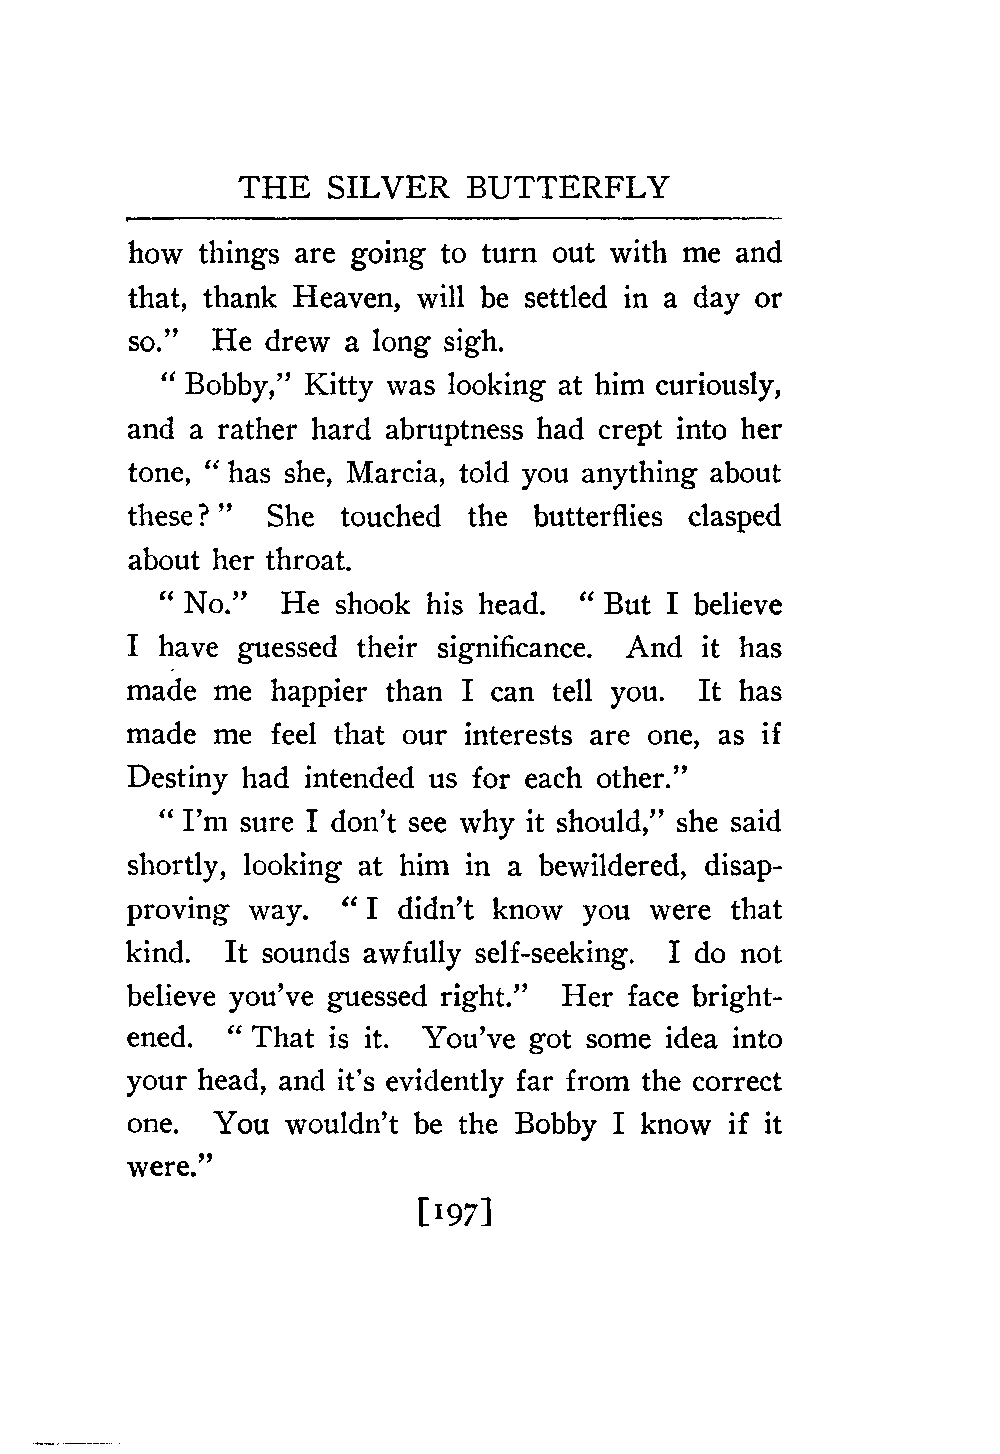 THE SILVER BUTTERFLY
how things are going to turn out with me and
that, thank Heaven, will be settled in a day or
so." He drew a long sigh.
" Bobby," Kitty was looking at him curiously,
and a rather hard abruptness had crept into her
tone, " has she, Marcia, told you anything about
these? " She touched the butterflies clasped
about her throat.
" No." He shook his head. " But I believe
I have guessed their significance. And it has
made me happier than I can tell you. It has
made me feel that our interests are one, as if
Destiny had intended us for each other."
" I'm sure I don't see why it should," she said
shortly, looking at him in a bewildered, disap-
proving way. " I didn't know you were that
kind. It sounds awfully self-seeking. I do not
believe you've guessed right." Her face bright-
ened. " That is it. You've got some idea into
your head, and it's evidently far from the correct
one. You wouldn't be the Bobby I know if it
were."
[197]